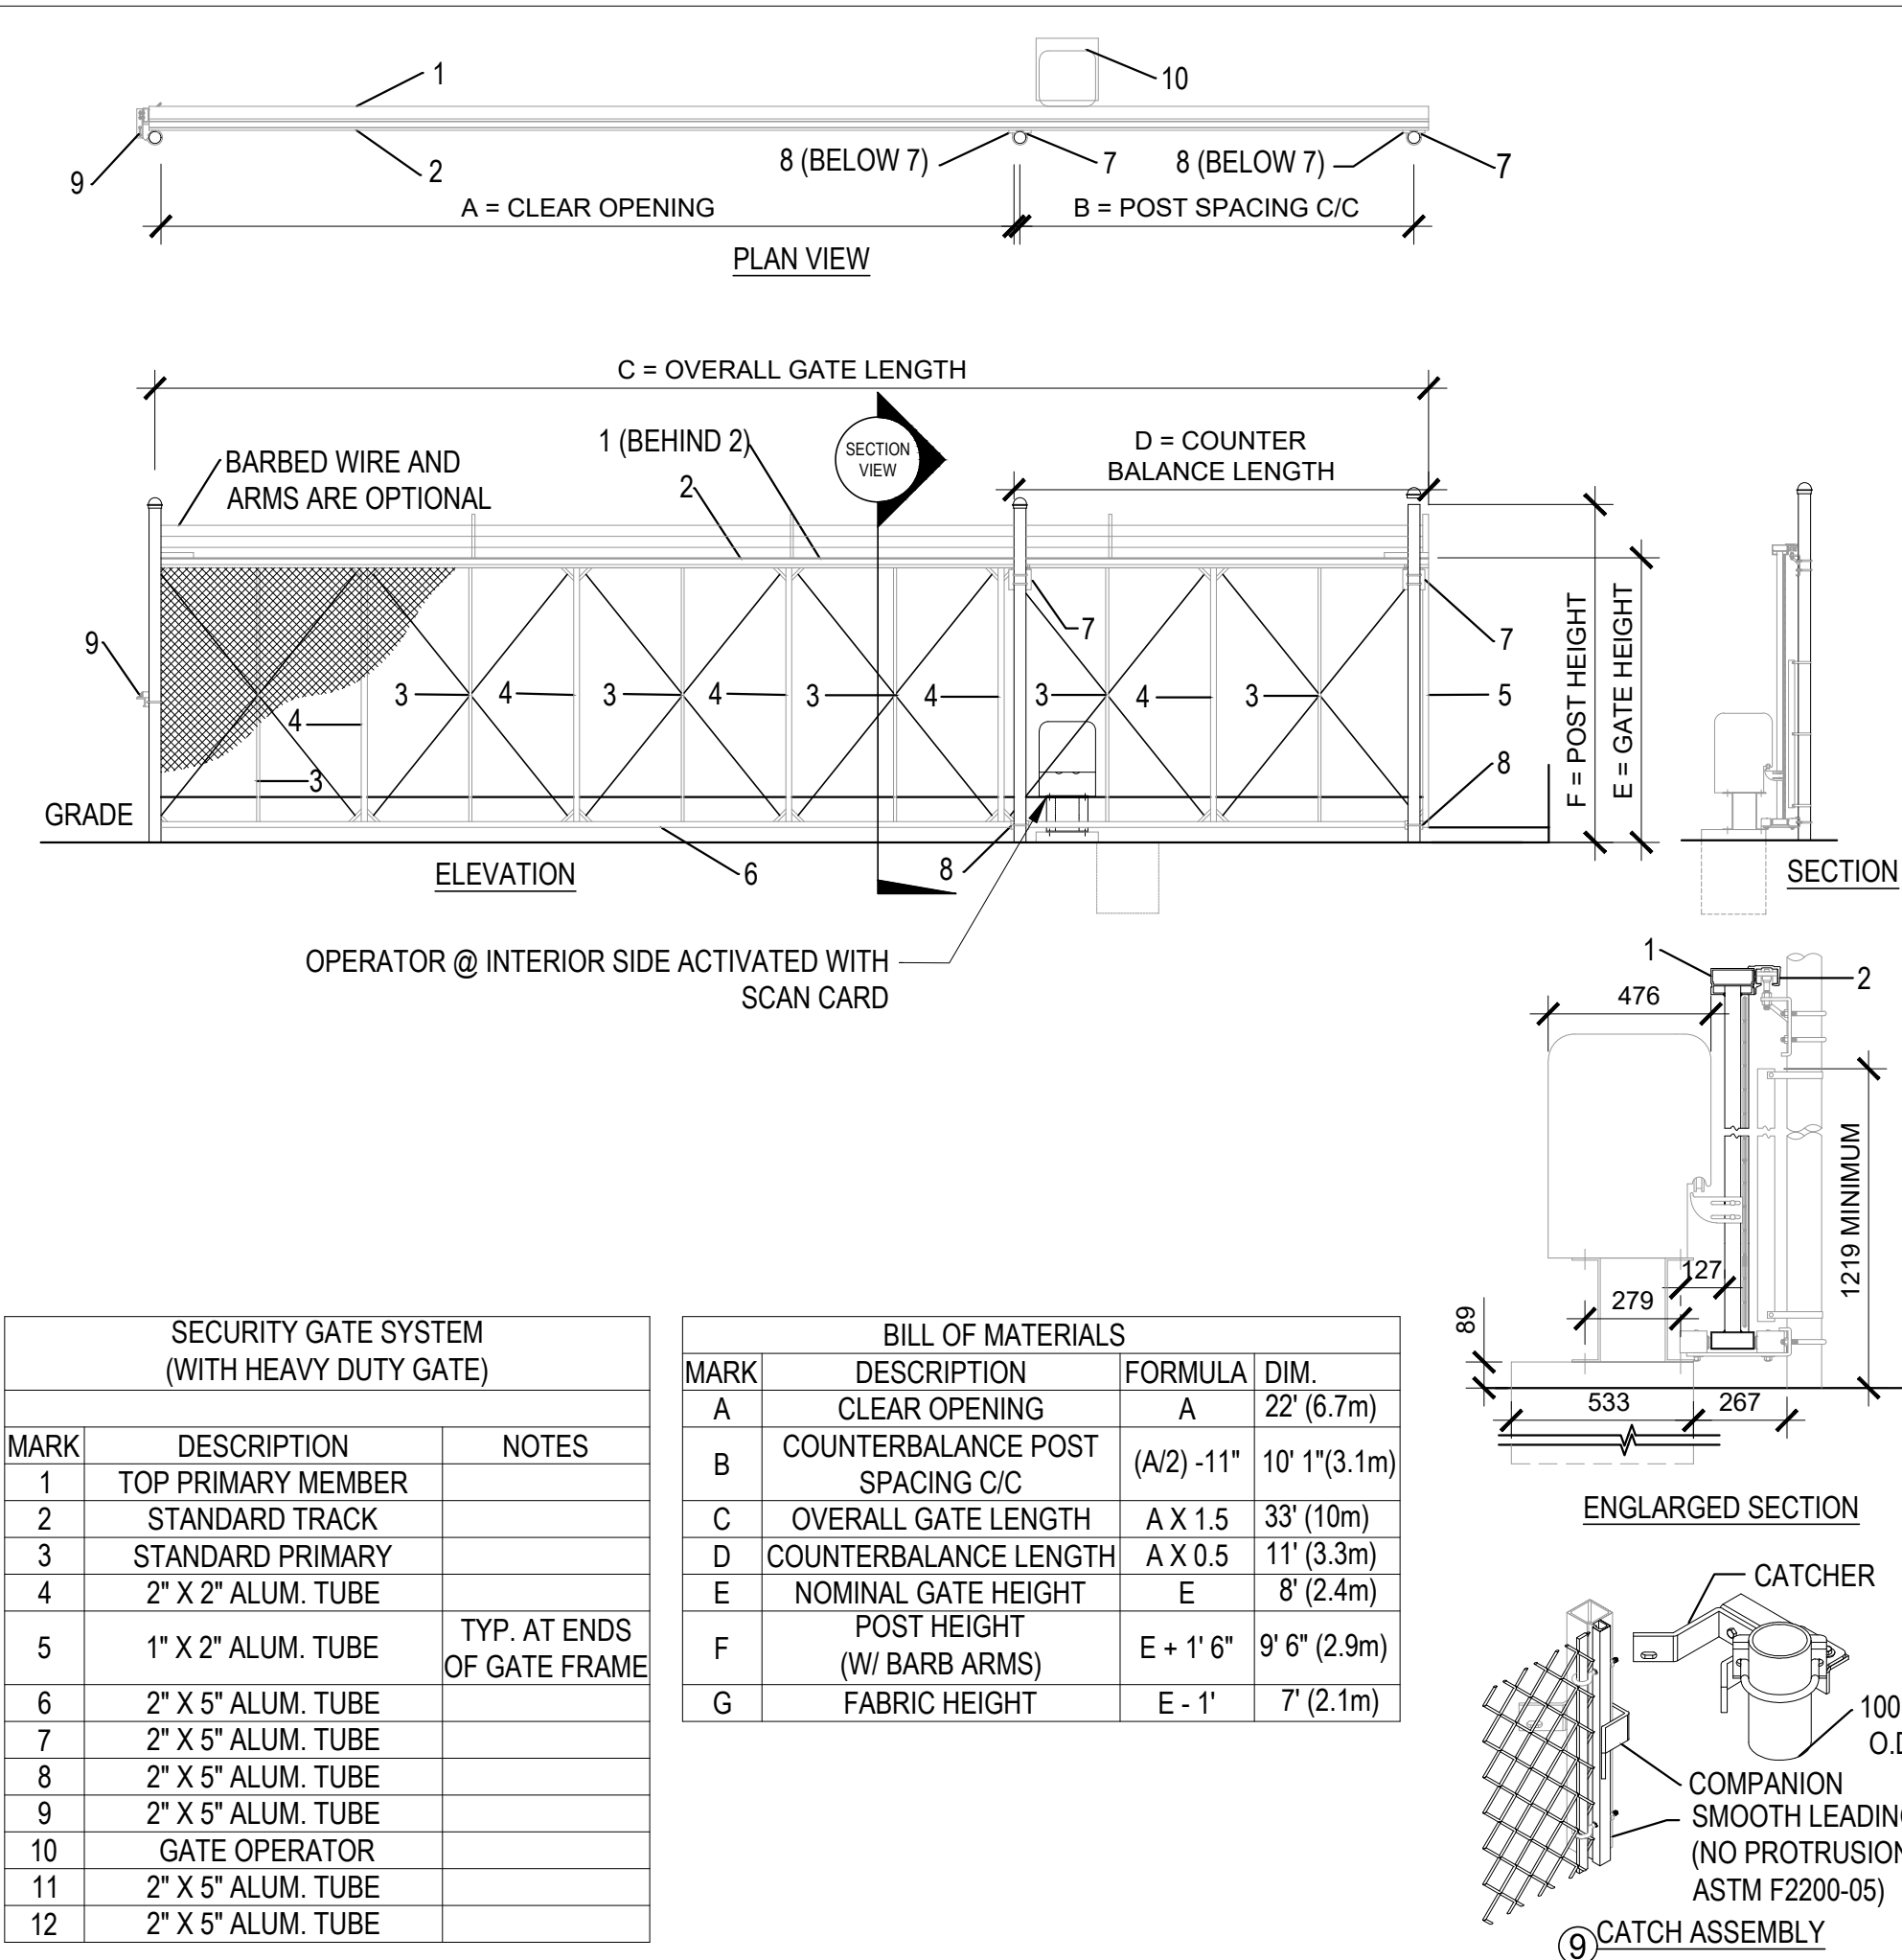 1
10
9
2
8 (BELOW 7)
7
8 (BELOW 7)
7
A = CLEAR OPENING
B = POST SPACING C/C
PLAN VIEW
C = OVERALL GATE LENGTH
BARBED WIRE AND
ARMS ARE OPTIONAL
1 (BEHIND 2)
2
SECTION
VIEW
D = COUNTER
BALANCE LENGTH
9
3
4
3
4
3
4
3
4
3
7
7
5
8
4
3
F = POST HEIGHT
E = GATE HEIGHT
GRADE
ELEVATION
6
8
SECTION
OPERATOR @ INTERIOR SIDE ACTIVATED WITH
SCAN CARD
1
2
476
1219 MINIMUM
127
279
89
533
267
ENGLARGED SECTION
SECURITY GATE SYSTEM
(WITH HEAVY DUTY GATE)
MARK DESCRIPTION NOTES
1 TOP PRIMARY MEMBER
2 STANDARD TRACK
3 STANDARD PRIMARY
4 2" X 2" ALUM. TUBE
5 1" X 2" ALUM. TUBE TYP. AT ENDS
OF GATE FRAME
6 2" X 5" ALUM. TUBE
7 2" X 5" ALUM. TUBE
8 2" X 5" ALUM. TUBE
9 2" X 5" ALUM. TUBE
10 GATE OPERATOR
11 2" X 5" ALUM. TUBE
12 2" X 5" ALUM. TUBE
BILL OF MATERIALS
MARK DESCRIPTION FORMULA DIM.
A CLEAR OPENING A 22' (6.7m)
B COUNTERBALANCE POST
SPACING C/C (A/2) -11" 10' 1"(3.1m)
C OVERALL GATE LENGTH A X 1.5 33' (10m)
D COUNTERBALANCE LENGTH A X 0.5 11' (3.3m)
E NOMINAL GATE HEIGHT E 8' (2.4m)
F POST HEIGHT
(W/ BARB ARMS) E + 1' 6" 9' 6" (2.9m)
G FABRIC HEIGHT E - 1' 7' (2.1m)
CATCHER
100
COMPANION
SMOOTH
(NO
ASTM F2200-05)
9 CATCH ASSEMBLY